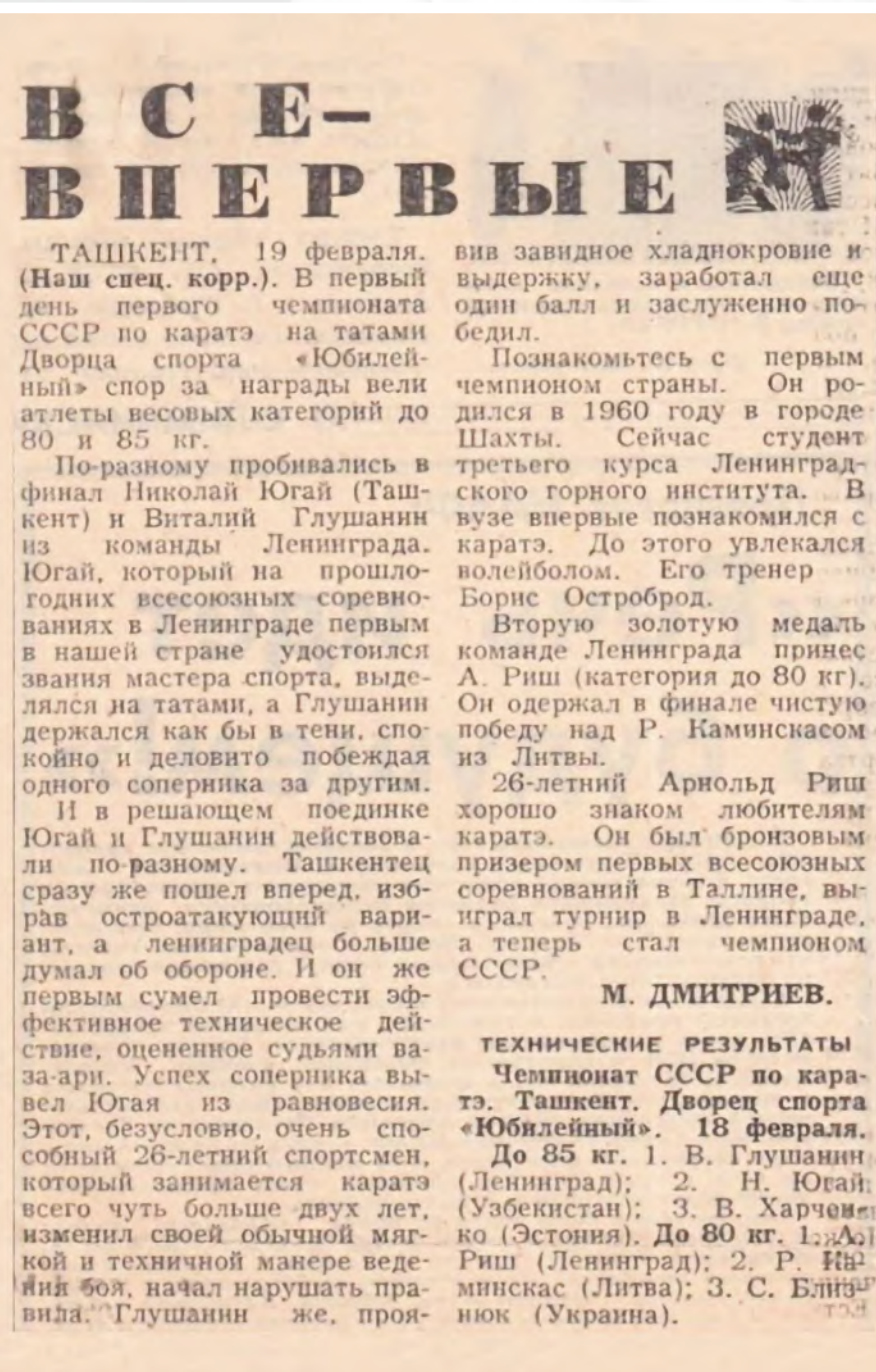 ВСЕ–
ВПЕРВЫЕ
ТАШКЕНТ, 19 февраля.
(Наш спец. корр.). В первый
день первого чемпионата
СССР по каратэ на татами
Дворца спорта «Юбилей-
ный» спор за награды вели
атлеты весовых категорий до
80 и 85 кг.
По-разному пробивались в
финал Николай Югай (Таш-
кент) и Виталий Глушанин
из команды Ленинграда.
Югай, который на прошло-
годних всесоюзных соревно-
ваниях в Ленинграде первым
в нашей стране удостоился
звания мастера спорта, выде-
лялся на татами, а Глушанин
держался как бы в тени, спо-
койно и деловито побеждая
одного соперника за другим.
И в решающем поединке
Югай и Глушанин действова-
ли по-разному. Ташкентец
сразу же пошел вперед, изб-
рав остроатакующий вари-
ант, а ленинградец больше
думал об обороне. И он же
первым сумел провести эф-
фективное техническое дей-
ствие, оцененное судьями ва-
за-ари. Успех соперника вы-
вел Югая из равновесия.
Этот, безусловно, очень спо-
собный 26-летний спортсмен,
который занимается каратэ
всего чуть больше двух лет,
изменил своей обычной мяг-
кой и техничной манере веде-
ния боя, начал нарушать пра-
вила. Глушанин же, проя-
вив завидное хладнокровие и
выдержку, заработал еще
один балл и заслуженно по-
бедил.
Познакомьтесь с первым
чемпионом страны. Он ро-
дился в 1960 году в городе
Шахты. Сейчас студент
третьего курса Ленинград-
ского горного института. В
вузе впервые познакомился с
каратэ. До этого увлекался
волейболом. Его тренер
Борис Остроброд.
Вторую золотую медаль
команде Ленинграда принес
А. Риш (категория до 80 кг).
Он одержал в финале чистую
победу над Р. Каминскасом
из Литвы.
26-летний Арнольд Риш
хорошо знаком любителям
каратэ. Он был бронзовым
призером первых всесоюзных
соревнований в Таллине, вы-
играл турнир в Ленинграде,
а теперь стал чемпионом
СССР.
М. ДМИТРИЕВ.
ТЕХНИЧЕСКИЕ РЕЗУЛЬТАТЫ
Чемпионат СССР по кара-
тэ. Ташкент. Дворец спорта
«Юбилейный». 18 февраля.
До 85 кг. 1. В. Глушанин
(Ленинград); 2. Н. Югай
(Узбекистан); 3. В. Харчен-
ко (Эстония). До 80 кг. 1. А.
Риш (Ленинград); 2. Р. Ка-
минскас (Литва); 3. С. Близ-
нюк (Украина).